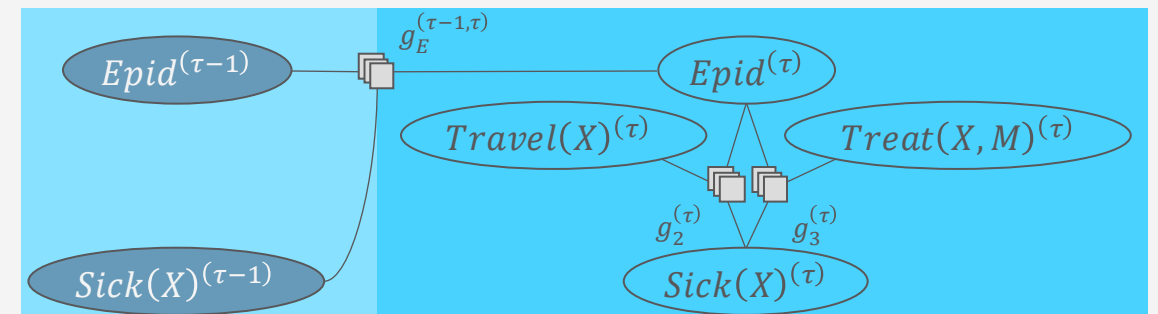 g_E^{(τ−1,τ)}
Epid^{(τ−1)}
Epid^{(τ)}
Travel(X)^{(τ)}
Treat(X, M)^{(τ)}
g_2^{(τ)}
g_3^{(τ)}
Sick(X)^{(τ−1)}
Sick(X)^{(τ)}